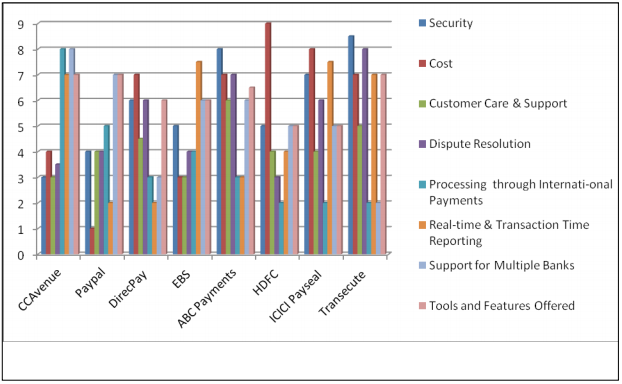 9
8
7
6
5
4
3
2
1
0
CCAvenue
Paypal
DirecPay
EBS
ABC Payments
HDFC
ICICI Payseal
Transecute
Security
Cost
Customer Care & Support
Dispute Resolution
Processing through Internati-onal
Payments
Real-time & Transaction Time
Reporting
Support for Multiple Banks
Tools and Features Offered